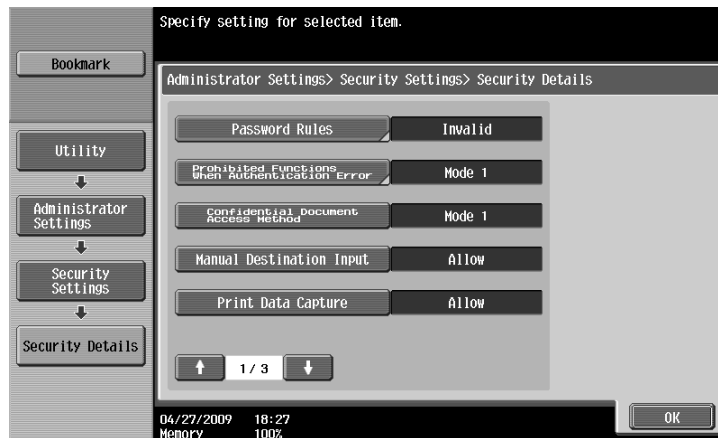 Specify setting for selected item.
Bookmark
Administrator Settings> Security Settings> Security Details
Utility
Administrator
Settings
Security
Settings
Security Details
Password Rules
Invalid
Prohibited Functions
When Authentication Error
Mode 1
Confidential Document
Access Method
Mode 1
Manual Destination Input
Allow
Print Data Capture
Allow
1/ 3
OK
04/27/2009 18:27
Memory 100%